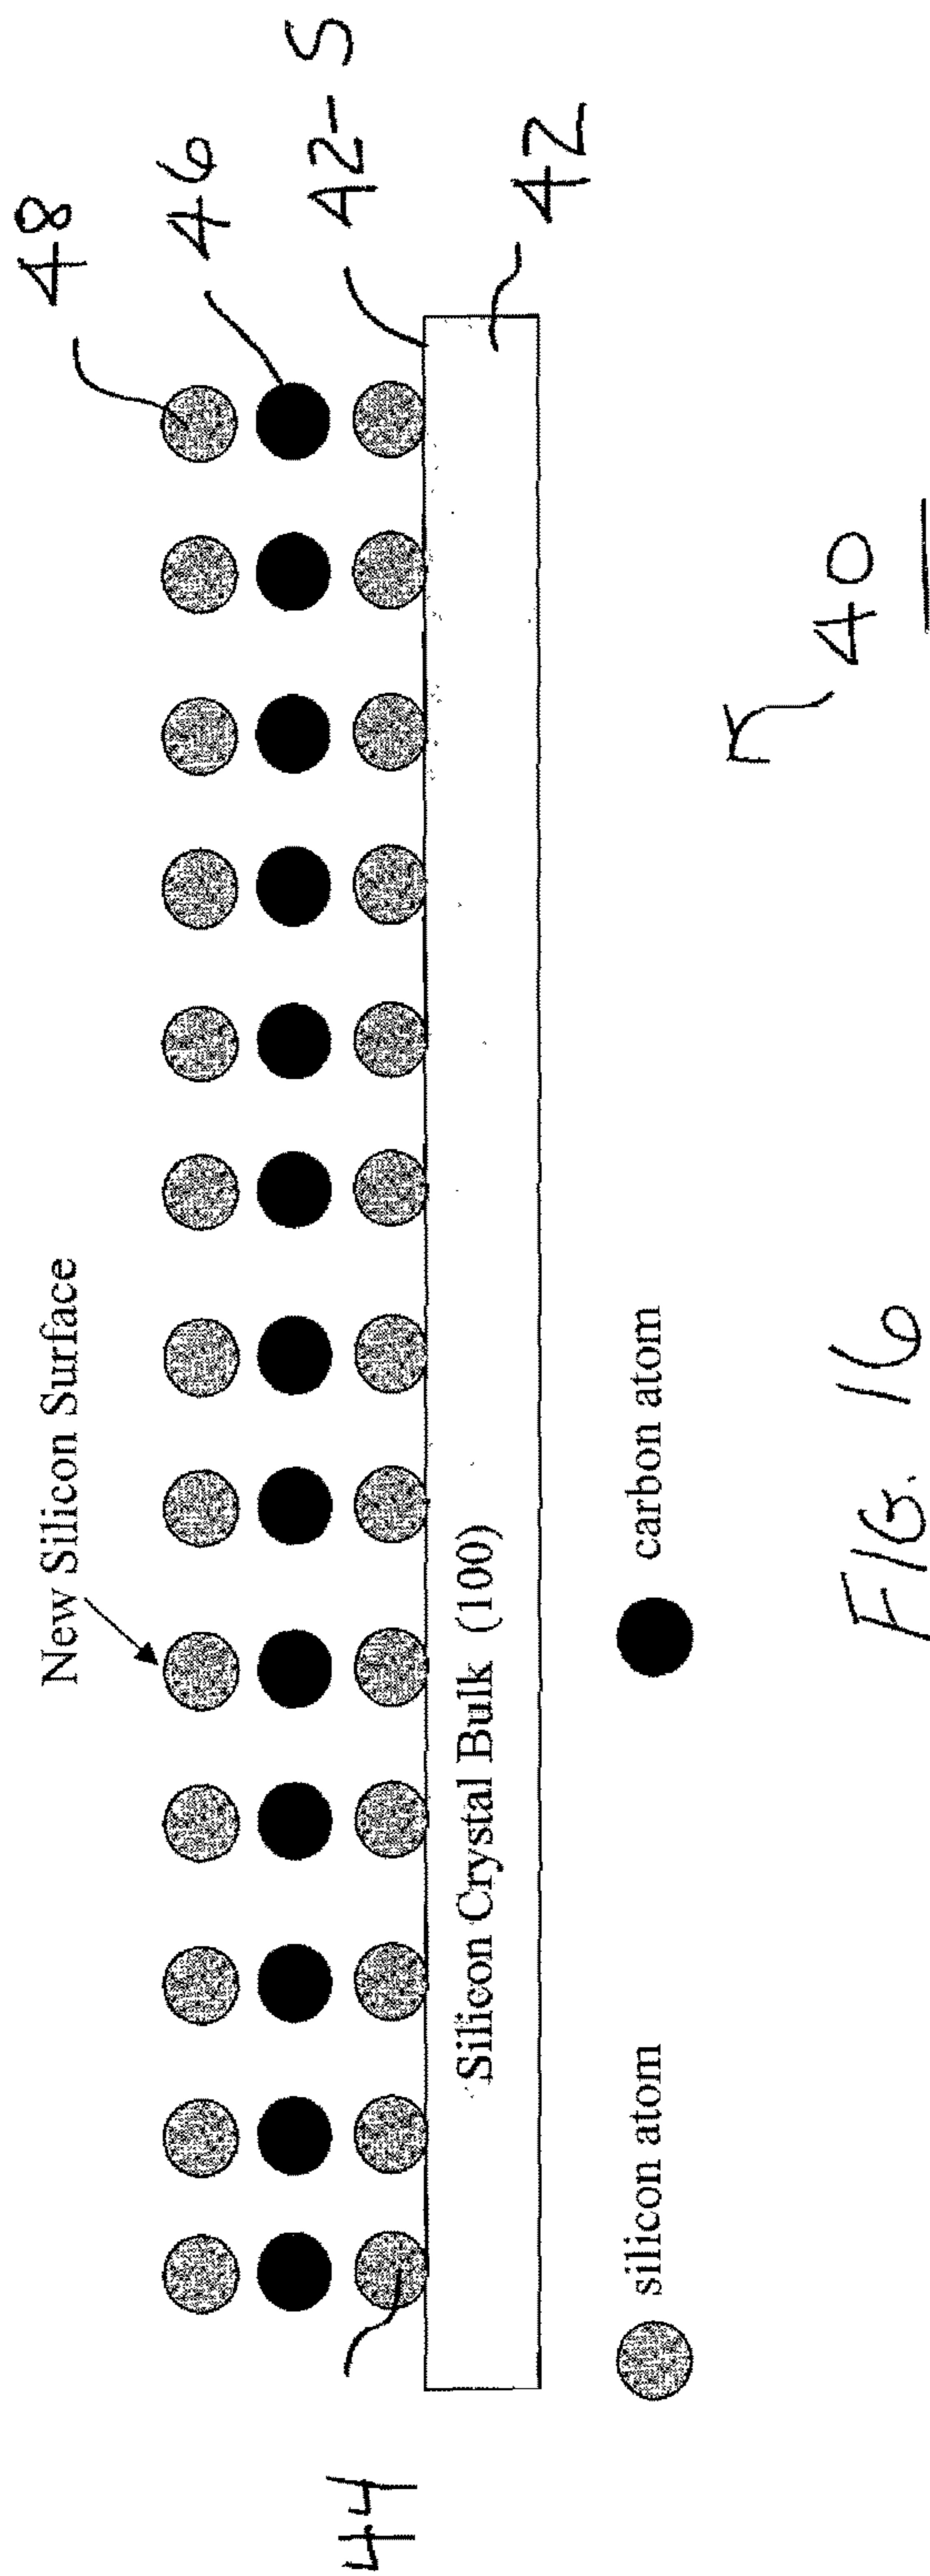 New Silicon Surface
48
46
42-S
42
44
Silicon Crystal Bulk (100)
silicon atom
carbon atom
40
FIG. 16